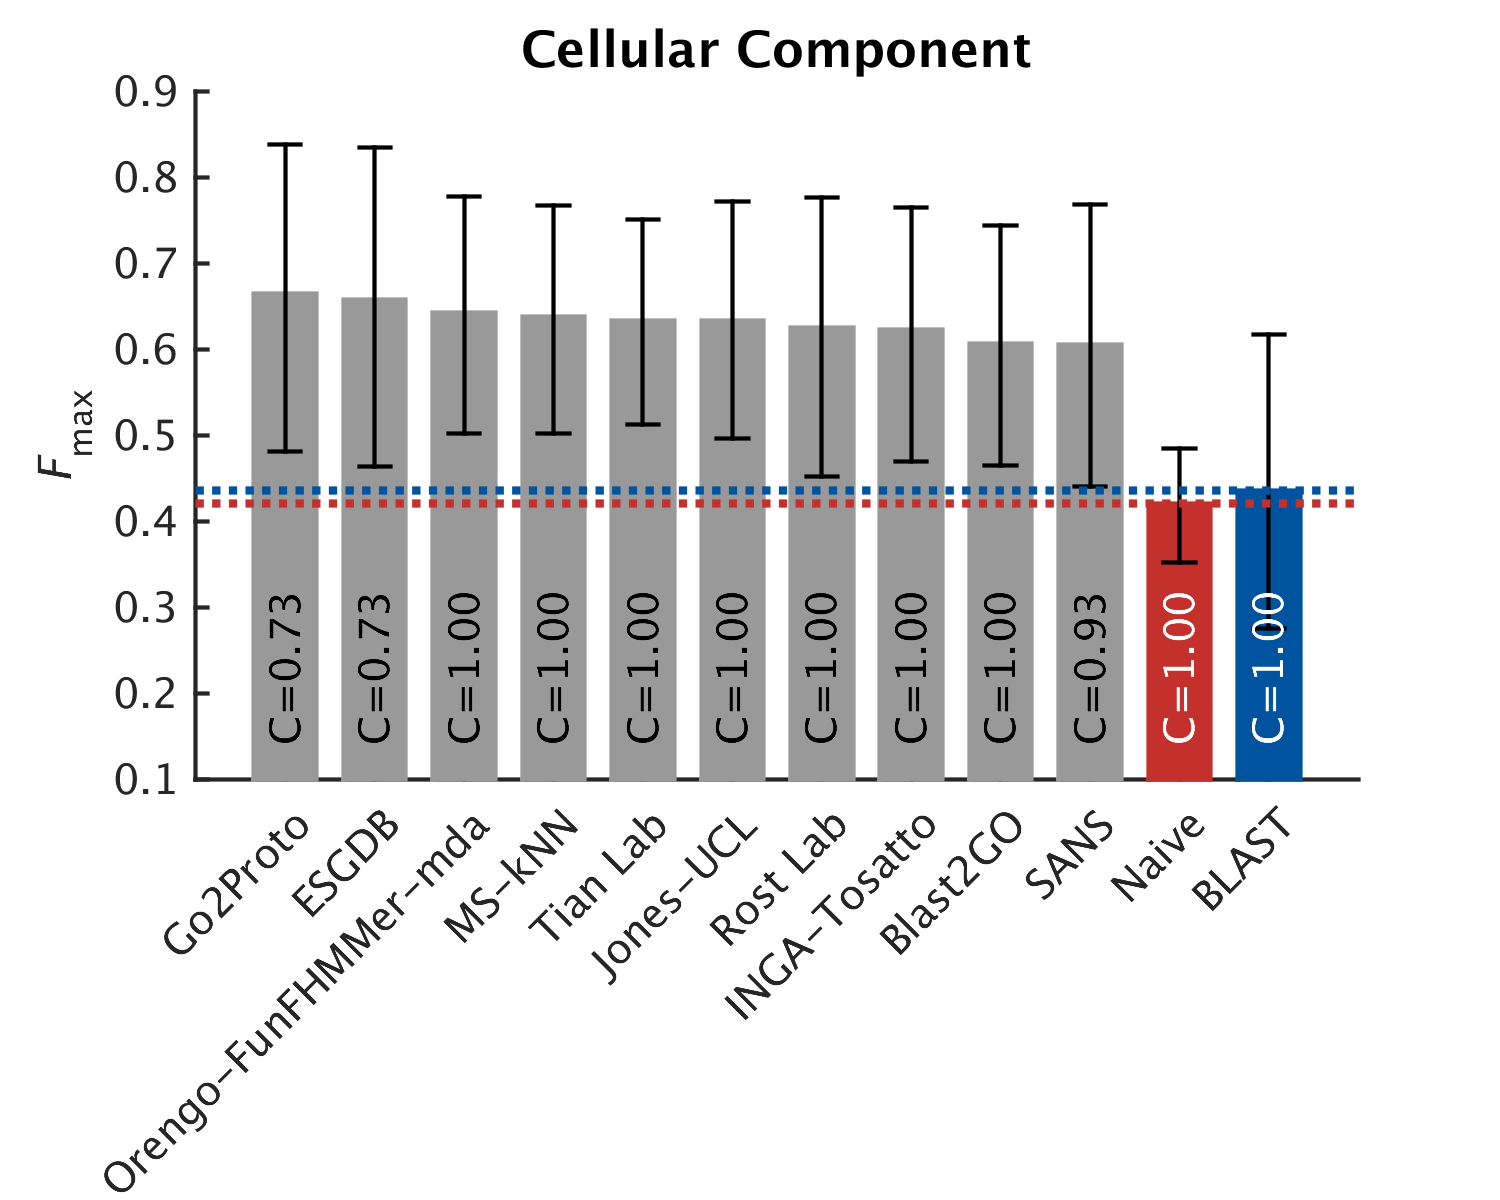 Cellular Component
0.9
0.8
0.7
0.6
0.5
0.4
0.3
0.2
0.1
Fmax
C=0.73
C=0.73
C=1.00
C=1.00
C=1.00
C=1.00
C=1.00
C=1.00
C=1.00
C=0.93
C=1.00
C=1.00
Go2Proto
ESGDB
Orengo-FunFHMMer-mda
MS-kNN
Tian Lab
Jones-UCL
Rost Lab
INGA-Tosatto
Blast2GO
SANS
Naive
BLAST